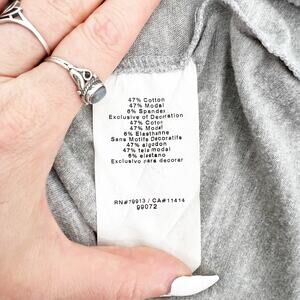 47% Cotton
47% Modal
6% Spandex
Exclusive of Decoration
47% Coton
47% Modal
6% Elasthanne
Sans Motifs Decoratifs
47% algodon
47% tela modal
6% elastano
Exclusivo para decorar
RN#79913 / CA#11414
99072